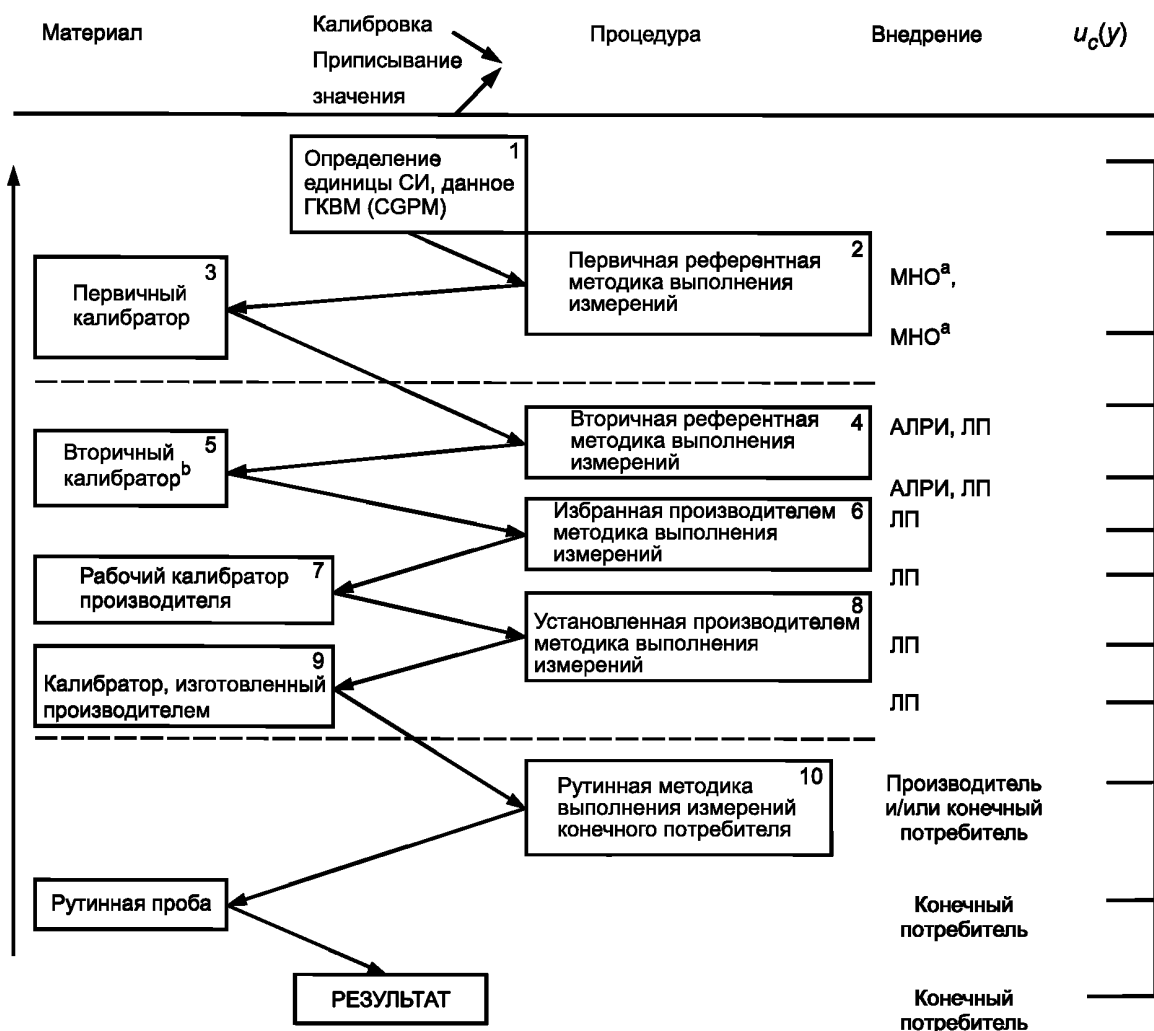 Материал
Калибровка
Приписывание
значения
Процедура
Внедрение
u_c(y)
1
Определение
единицы СИ, данное
ГКВМ (CGPM)
2
Первичная референтная
методика выполнения
измерений
МНОᵃ,
МНОᵃ
3
Первичный
калибратор
4
Вторичная референтная
методика выполнения
измерений
АЛРИ, ЛП
5
Вторичный
калибраторᵇ
АЛРИ, ЛП
6
Избранная производителем
методика выполнения
измерений
ЛП
7
Рабочий калибратор
производителя
ЛП
8
Установленная производителем
методика выполнения
измерений
ЛП
9
Калибратор, изготовленный
производителем
ЛП
10
Рутинная методика
выполнения измерений
конечного потребителя
Производитель
и/или конечный
потребитель
Рутинная проба
Конечный
потребитель
РЕЗУЛЬТАТ
Конечный
потребитель